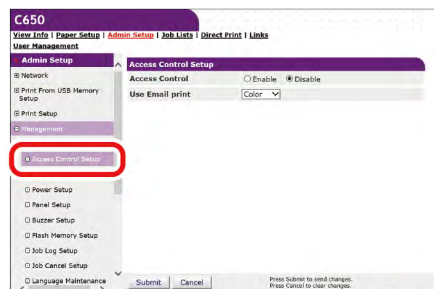 C650
View Info | Paper Setup | Admin Setup | Job Lists | Direct Print | Links
User Management
Admin Setup
Network
Print From USB Memory
Setup
Print Setup
Management
Access Control Setup
Power Setup
Panel Setup
Buzzer Setup
Flash Memory Setup
Job Log Setup
Job Cancel Setup
Language Maintenance
Access Control Setup
Access Control Enable Disable
Use Email print Color
Submit Cancel
Press Submit to send changes.
Press Cancel to clear changes.